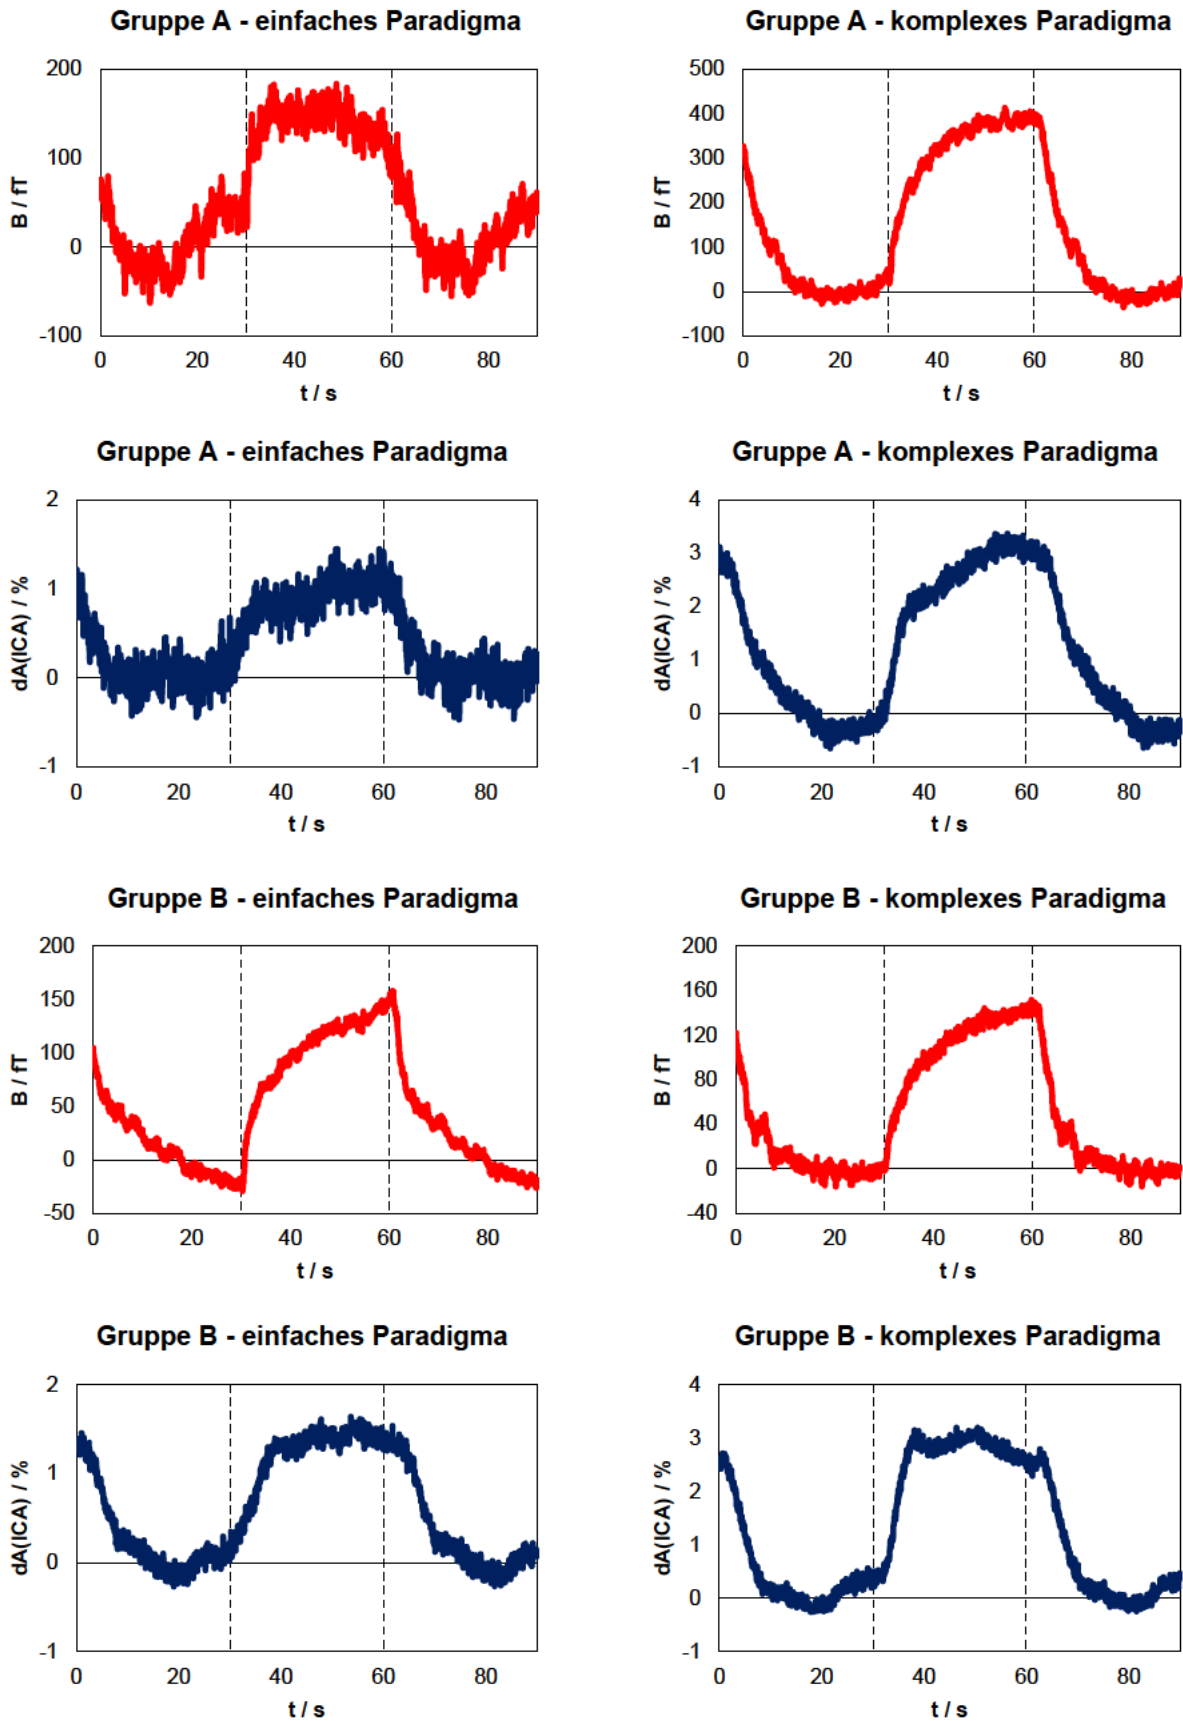 Gruppe A - einfaches Paradigma
200
100
0
-100
B / fT
0 20 40 60 80
t / s
Gruppe A - komplexes Paradigma
500
400
300
200
100
0
-100
B / fT
0 20 40 60 80
t / s
Gruppe A - einfaches Paradigma
2
1
0
-1
dA(ICA) / %
0 20 40 60 80
t / s
Gruppe A - komplexes Paradigma
4
3
2
1
0
-1
dA(ICA) / %
0 20 40 60 80
t / s
Gruppe B - einfaches Paradigma
200
150
100
50
0
-50
B / fT
0 20 40 60 80
t / s
Gruppe B - komplexes Paradigma
200
160
120
80
40
0
-40
B / fT
0 20 40 60 80
t / s
Gruppe B - einfaches Paradigma
2
1
0
-1
dA(ICA) / %
0 20 40 60 80
t / s
Gruppe B - komplexes Paradigma
4
3
2
1
0
-1
dA(ICA) / %
0 20 40 60 80
t / s